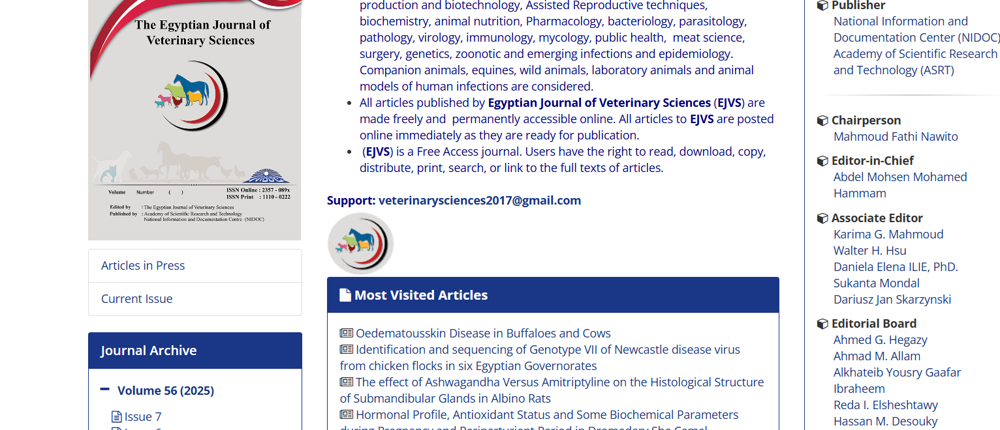 The Egyptian Journal of
Veterinary Sciences
Volume Number ( )
ISSN Online : 2357 - 089x
ISSN Print : 1110 - 0222
Edited by : The Egyptian Journal of Veterinary Sciences
Published by : Academy of Scientific Research and Technology
National Information and Documentation Centre (NIDOC)
Articles in Press
Current Issue
Journal Archive
Volume 56 (2025)
Issue 7
production and biotechnology, Assisted Reproductive techniques,
biochemistry, animal nutrition, Pharmacology, bacteriology, parasitology,
pathology, virology, immunology, mycology, public health, meat science,
surgery, genetics, zoonotic and emerging infections and epidemiology.
Companion animals, equines, wild animals, laboratory animals and animal
models of human infections are considered.
All articles published by Egyptian Journal of Veterinary Sciences (EJVS) are
made freely and permanently accessible online. All articles to EJVS are posted
online immediately as they are ready for publication.
(EJVS) is a Free Access journal. Users have the right to read, download, copy,
distribute, print, search, or link to the full texts of articles.
Support: veterinarysciences2017@gmail.com
Most Visited Articles
Oedematousskin Disease in Buffaloes and Cows
Identification and sequencing of Genotype VII of Newcastle disease virus
from chicken flocks in six Egyptian Governorates
The effect of Ashwagandha Versus Amitriptyline on the Histological Structure
of Submandibular Glands in Albino Rats
Hormonal Profile, Antioxidant Status and Some Biochemical Parameters
during Pregnancy and Periparturient Period in Dromedary She Camel
Publisher
National Information and
Documentation Center (NIDOC)
Academy of Scientific Research
and Technology (ASRT)
Chairperson
Mahmoud Fathi Nawito
Editor-in-Chief
Abdel Mohsen Mohamed
Hammam
Associate Editor
Karima G. Mahmoud
Walter H. Hsu
Daniela Elena ILIE, PhD.
Sukanta Mondal
Dariusz Jan Skarzynski
Editorial Board
Ahmed G. Hegazy
Ahmad M. Allam
Alkhateib Yousry Gaafar
Ibraheem
Reda I. Elsheshtawy
Hassan M. Desouky